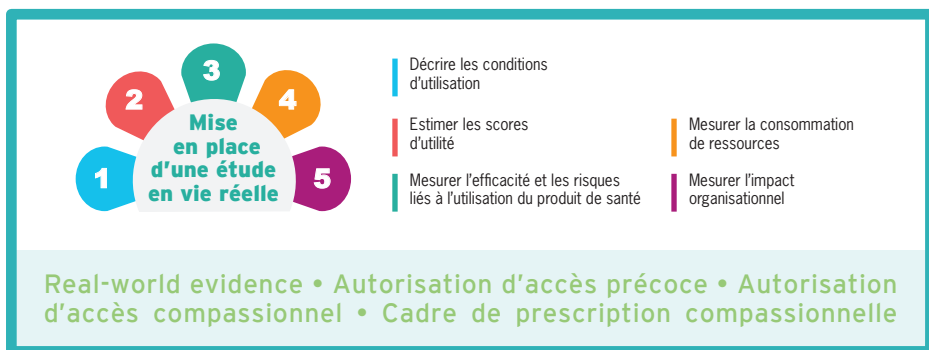 1
2
3
4
5
Mise
en place
d'une étude
en vie réelle
Décrire les conditions
d'utilisation
Estimer les scores
d'utilité
Mesurer l'efficacité et les risques
liés à l'utilisation du produit de santé
Mesurer la consommation
de ressources
Mesurer l'impact
organisationnel
Real-world evidence • Autorisation d'accès précoce • Autorisation
d'accès compassionnel • Cadre de prescription compassionnelle